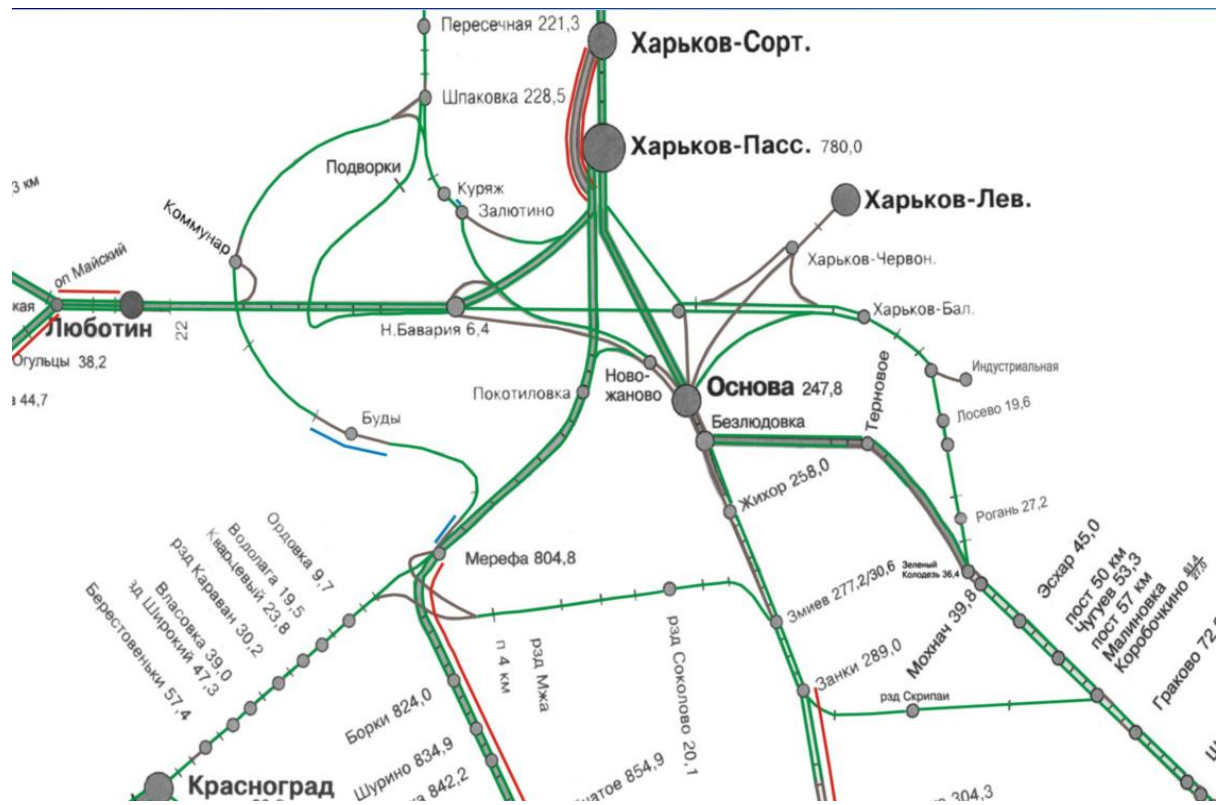 Пересечная 221,3
Харьков-Сорт.
Шпаковка 228,5
Харьков-Пасс. 780,0
Подворки
3 км
Куряж
Залютино
Харьков-Лев.
Коммунар
Харьков-Червон.
оп Майский
кая
Люботин
22
Н.Бавария 6,4
Харьков-Бал.
Огульцы 38,2
44,7
Покотиловка
Ново-
жаново
Основа 247,8
Терновое
Индустриальная
Лосево 19,6
Буды
Безлюдовка
Жихор 258,0
Рогань 27,2
Ордовка 9,7
Водолага 19,5
Кварцевый 23,8
рзд Караван 30,2
Власовка 39,0
зд Широкий 47,3
Берестовеньки 57,4
Мерефа 804,8
Зеленый
Колодезь 36,4
Змиев 277,2/30,6
Мохнач 39,8
Эсхар 45,0
пост 50 км
Чугуев 53,3
пост 57 км
Малиновка
Коробочкино
Граково 72,
п 4 км
рзд Мжа
рзд Соколово 20,1
Занки 289,0
рзд Скрипаи
Борки 824,0
Шурино 834,9
842,2
Красноград
854,9
304,3